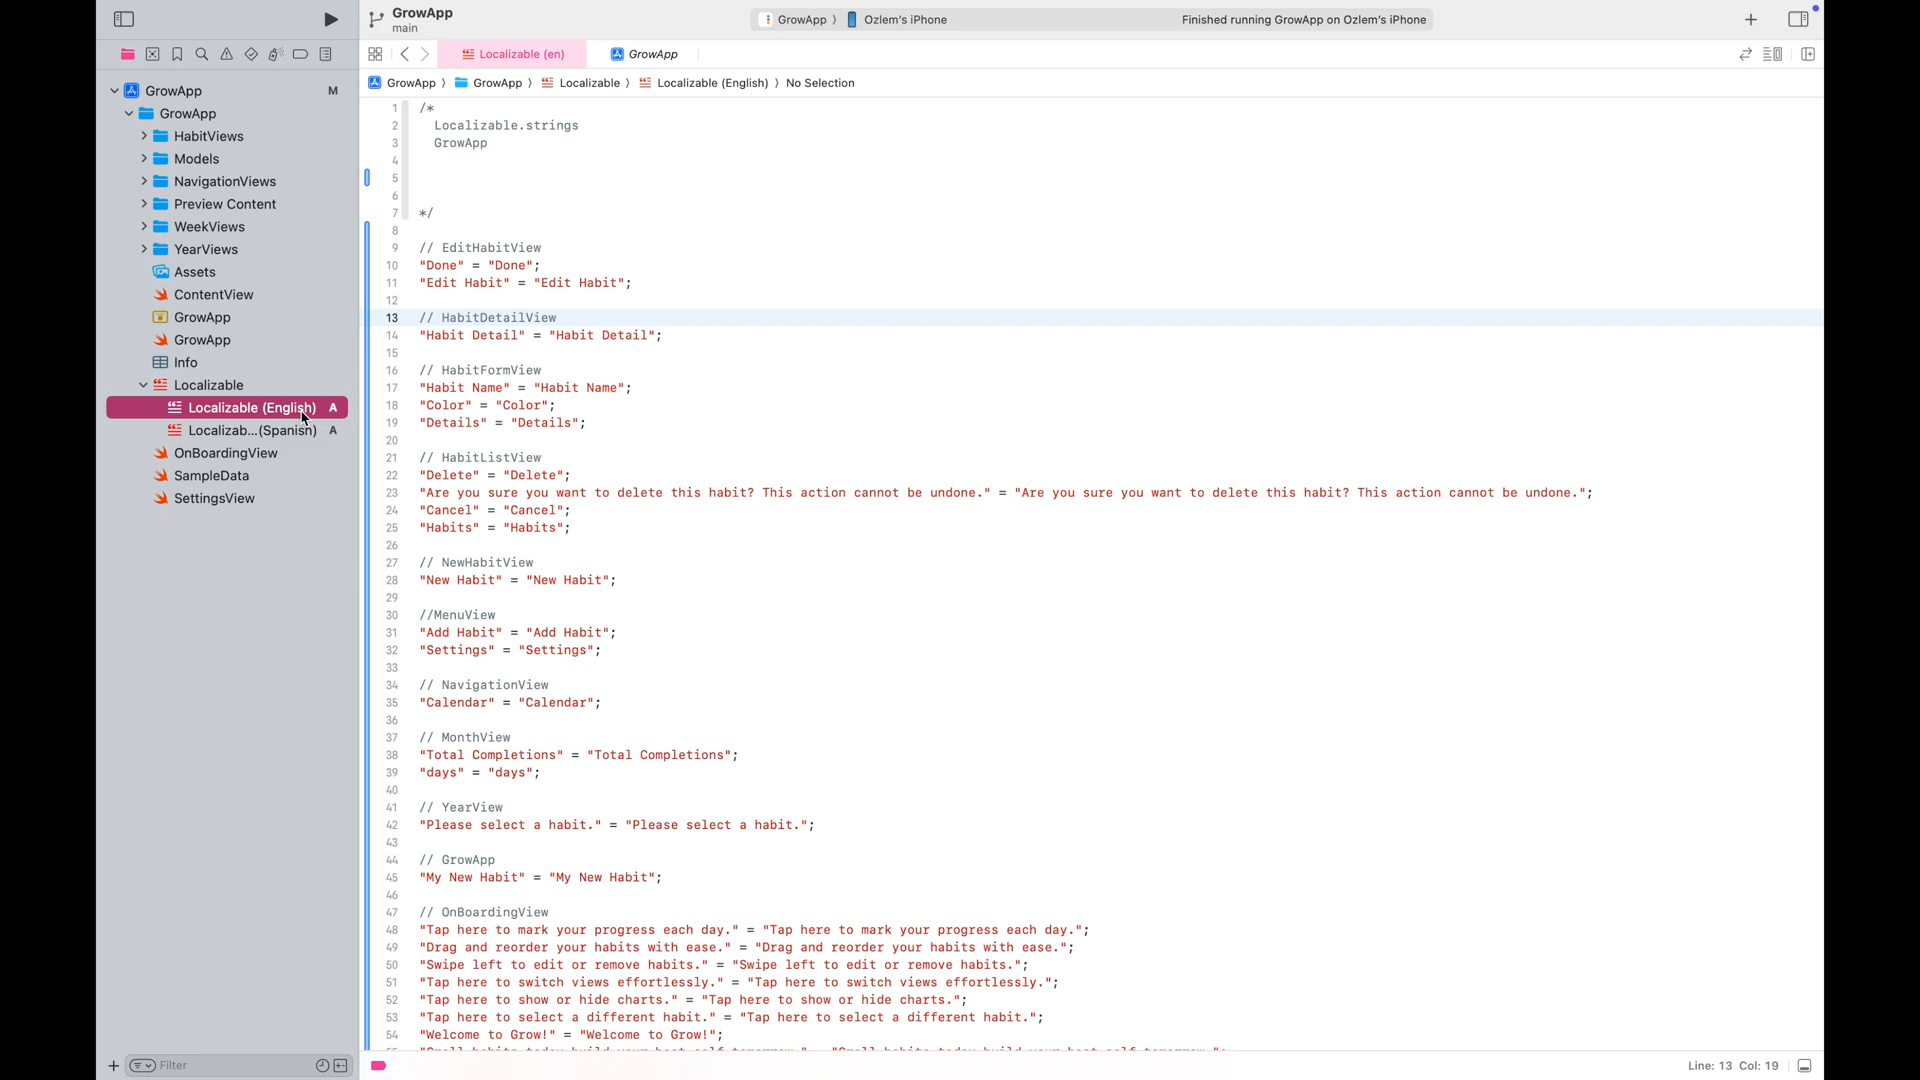 GrowApp
main
GrowApp
Ozlem's iPhone
Finished running GrowApp on Ozlem's iPhone
Localizable (en)
GrowApp
GrowApp
GrowApp
Localizable
Localizable (English)
No Selection
GrowApp M
GrowApp
HabitViews
Models
NavigationViews
Preview Content
WeekViews
YearViews
Assets
ContentView
GrowApp
GrowApp
Info
Localizable
Localizable (English) A
Localizab...(Spanish) A
OnBoardingView
SampleData
SettingsView
Filter
1 /*
2 Localizable.strings
3 GrowApp
4
5
6
7 */
8
9 // EditHabitView
10 "Done" = "Done";
11 "Edit Habit" = "Edit Habit";
12
13 // HabitDetailView
14 "Habit Detail" = "Habit Detail";
15
16 // HabitFormView
17 "Habit Name" = "Habit Name";
18 "Color" = "Color";
19 "Details" = "Details";
20
21 // HabitListView
22 "Delete" = "Delete";
23 "Are you sure you want to delete this habit? This action cannot be undone." = "Are you sure you want to delete this habit? This action cannot be undone.";
24 "Cancel" = "Cancel";
25 "Habits" = "Habits";
26
27 // NewHabitView
28 "New Habit" = "New Habit";
29
30 //MenuView
31 "Add Habit" = "Add Habit";
32 "Settings" = "Settings";
33
34 // NavigationView
35 "Calendar" = "Calendar";
36
37 // MonthView
38 "Total Completions" = "Total Completions";
39 "days" = "days";
40
41 // YearView
42 "Please select a habit." = "Please select a habit.";
43
44 // GrowApp
45 "My New Habit" = "My New Habit";
46
47 // OnBoardingView
48 "Tap here to mark your progress each day." = "Tap here to mark your progress each day.";
49 "Drag and reorder your habits with ease." = "Drag and reorder your habits with ease.";
50 "Swipe left to edit or remove habits." = "Swipe left to edit or remove habits.";
51 "Tap here to switch views effortlessly." = "Tap here to switch views effortlessly.";
52 "Tap here to show or hide charts." = "Tap here to show or hide charts.";
53 "Tap here to select a different habit." = "Tap here to select a different habit.";
54 "Welcome to Grow!" = "Welcome to Grow!";
Line: 13 Col: 19